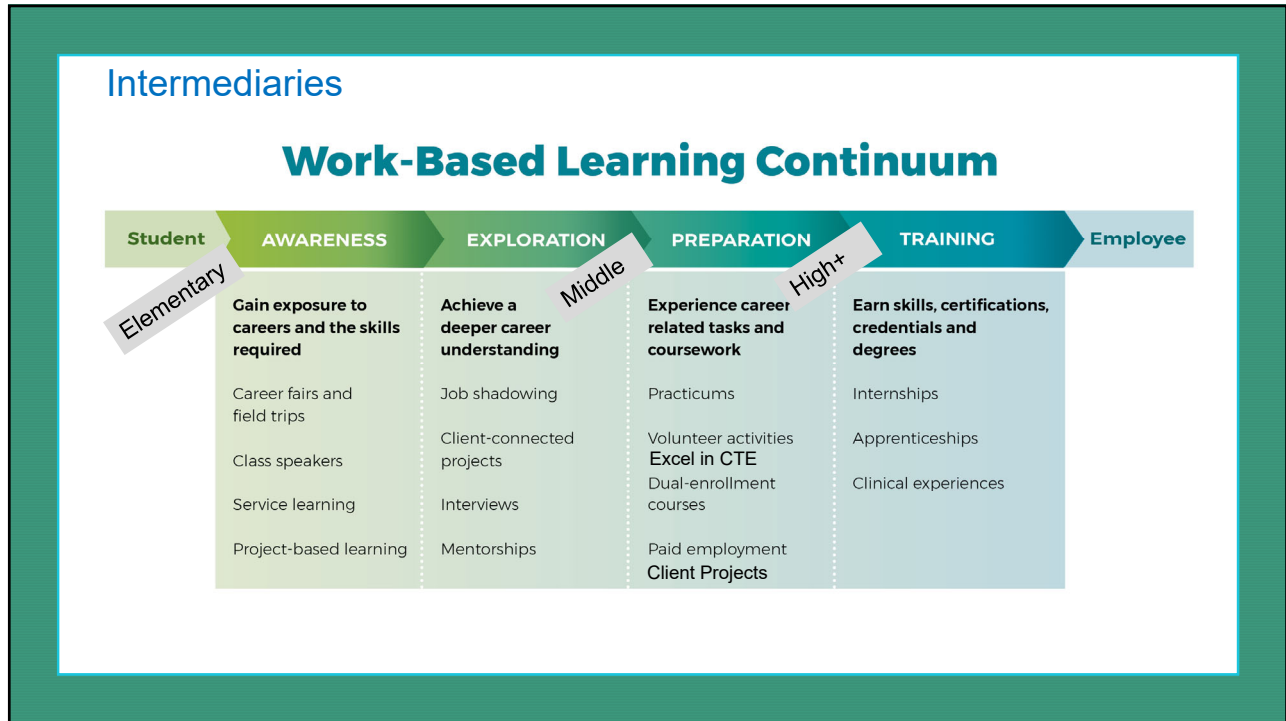 Intermediaries
Work-Based Learning Continuum
Student
AWARENESS
EXPLORATION
PREPARATION
TRAINING
Employee
Elementary
Middle
High+
Gain exposure to
careers and the skills
required
Career fairs and
field trips
Class speakers
Service learning
Project-based learning
Achieve a
deeper career
understanding
Job shadowing
Client-connected
projects
Interviews
Mentorships
Experience career
related tasks and
coursework
Practicums
Volunteer activities
Excel in CTE
Dual-enrollment
courses
Paid employment
Client Projects
Earn skills, certifications,
credentials and
degrees
Internships
Apprenticeships
Clinical experiences